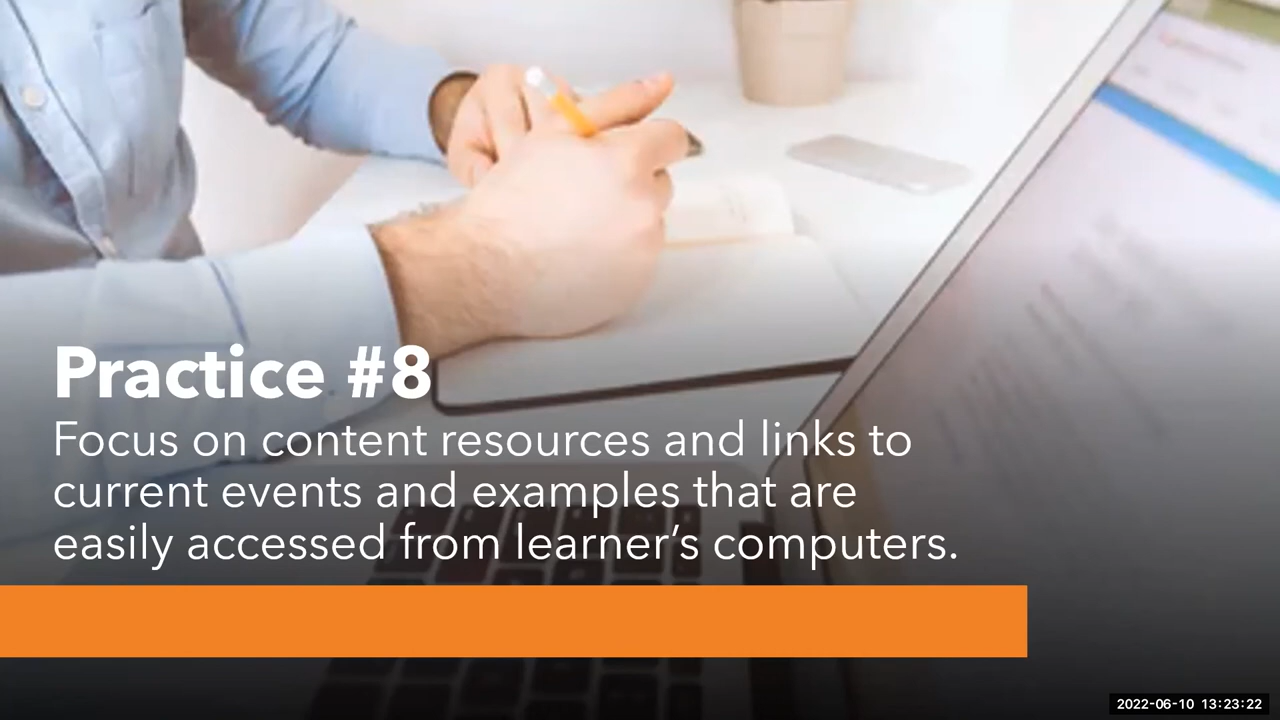 Practice #8
Focus on content resources and links to
current events and examples that are
easily accessed from learner’s computers.
2022-06-10 13:23:22